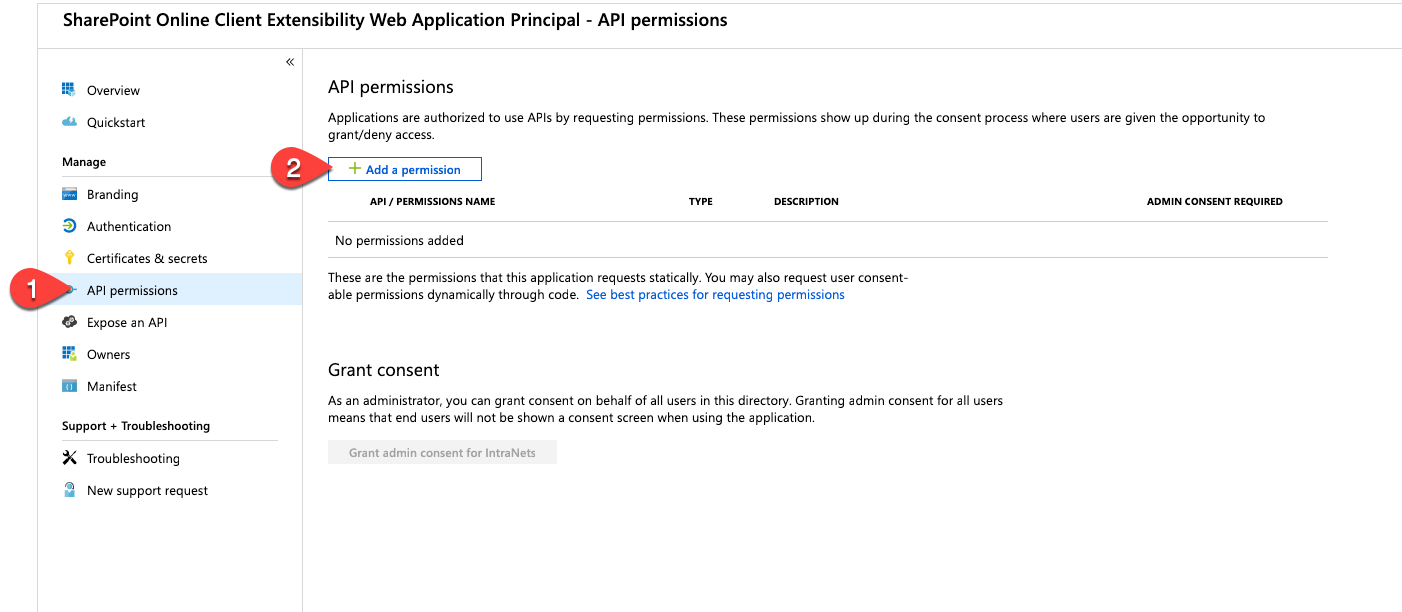 SharePoint Online Client Extensibility Web Application Principal - API permissions
«
Overview
Quickstart
Manage
Branding
Authentication
Certificates & secrets
1
API permissions
Expose an API
Owners
Manifest
Support + Troubleshooting
Troubleshooting
New support request
API permissions
Applications are authorized to use APIs by requesting permissions. These permissions show up during the consent process where users are given the opportunity to
grant/deny access.
2
+ Add a permission
API / PERMISSIONS NAME TYPE DESCRIPTION ADMIN CONSENT REQUIRED
No permissions added
These are the permissions that this application requests statically. You may also request user consent-
able permissions dynamically through code. See best practices for requesting permissions
Grant consent
As an administrator, you can grant consent on behalf of all users in this directory. Granting admin consent for all users
means that end users will not be shown a consent screen when using the application.
Grant admin consent for IntraNets